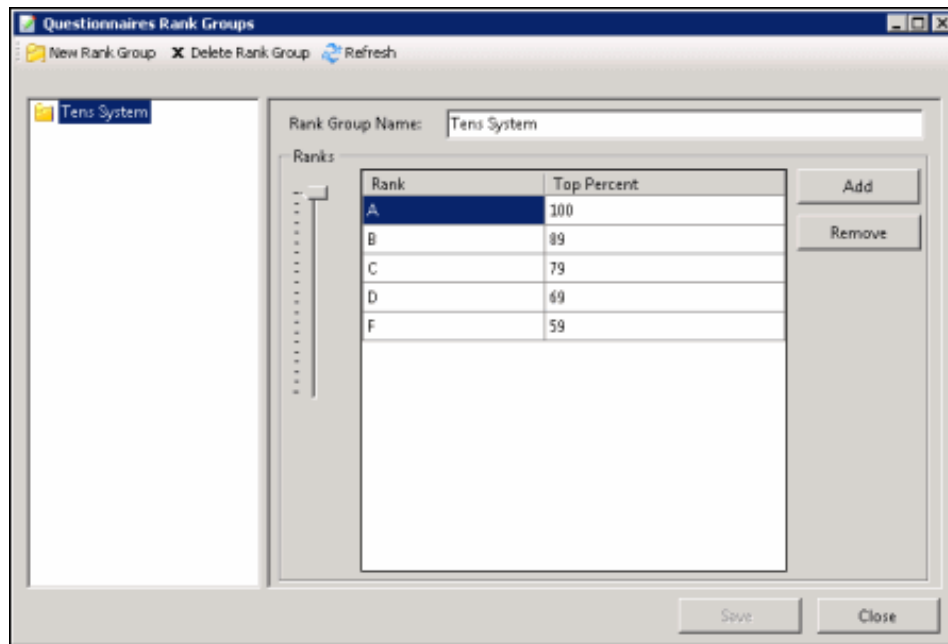 Questionnaires Rank Groups
New Rank Group X Delete Rank Group Refresh
Tens System
Rank Group Name: Tens System
Ranks
Rank Top Percent
A 100
B 89
C 79
D 69
F 59
Add
Remove
Save Close